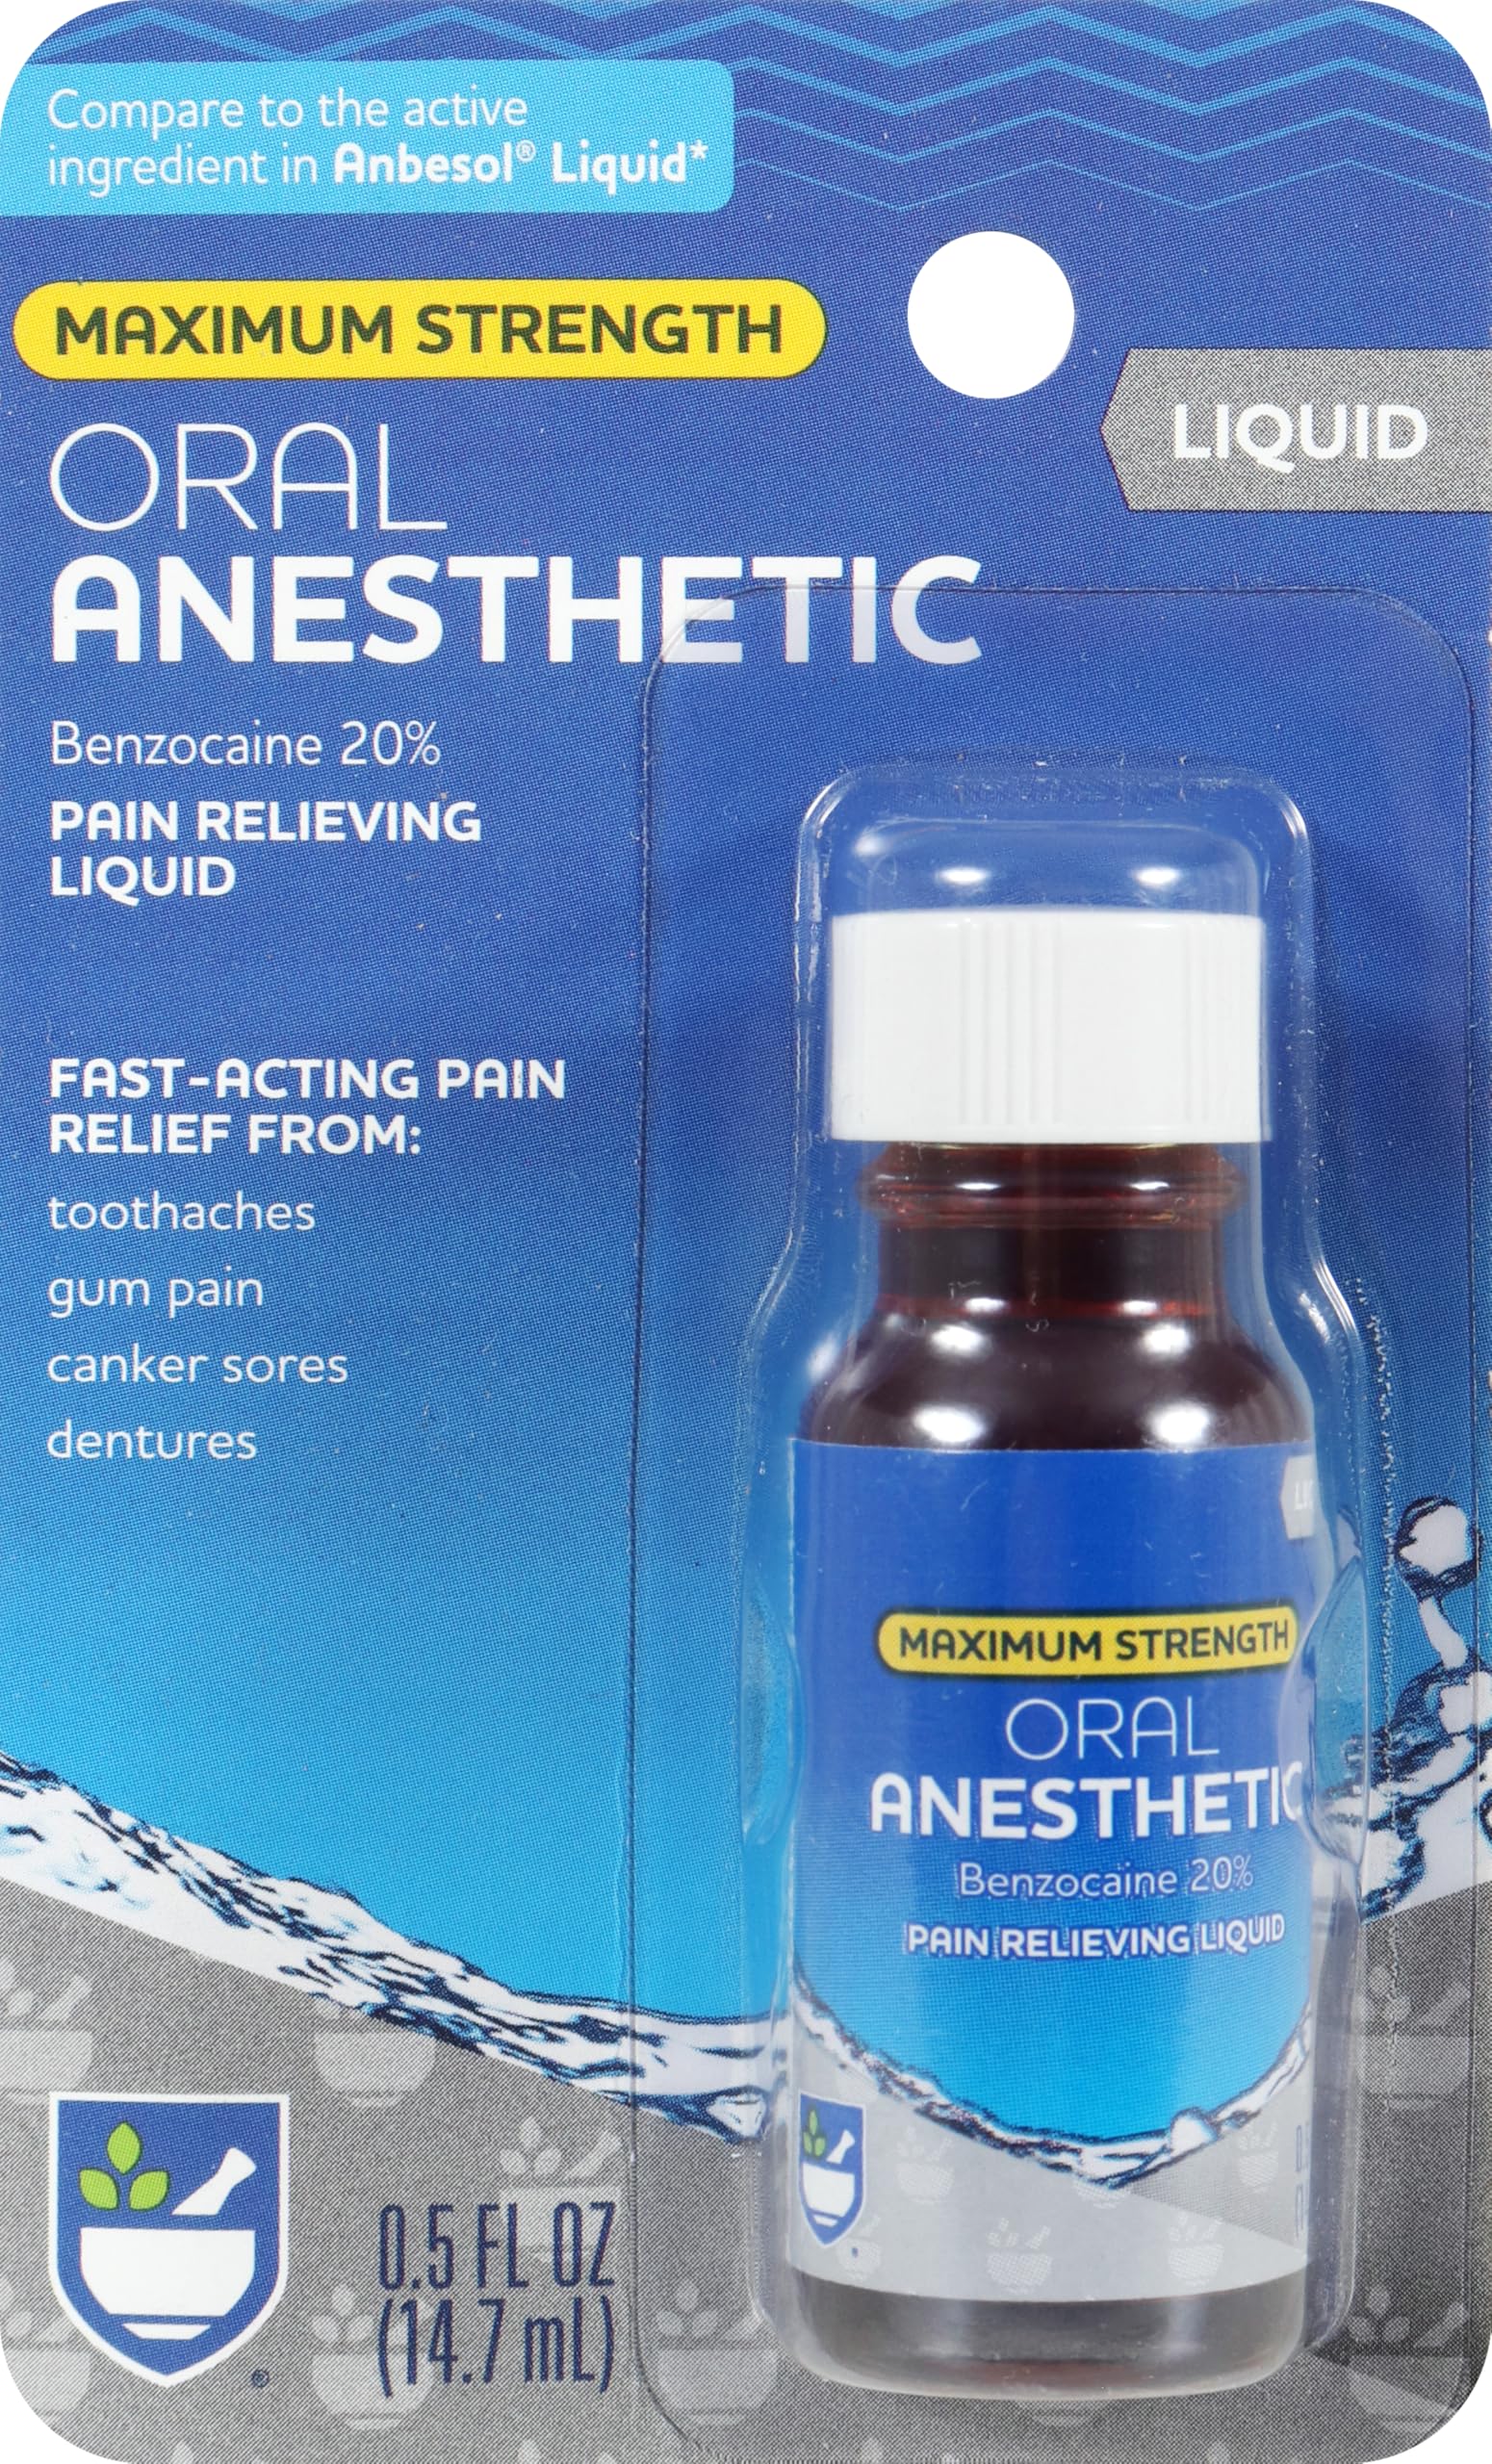 Compare to the active
ingredient in Anbesol® Liquid*
MAXIMUM STRENGTH
LIQUID
ORAL
ANESTHETIC
Benzocaine 20%
PAIN RELIEVING
LIQUID
FAST-ACTING PAIN
RELIEF FROM:
toothaches
gum pain
canker sores
dentures
MAXIMUM STRENGTH
ORAL
ANESTHETIC
Benzocaine 20%
PAIN RELIEVING LIQUID
0.5 FL OZ
(14.7 mL)
®